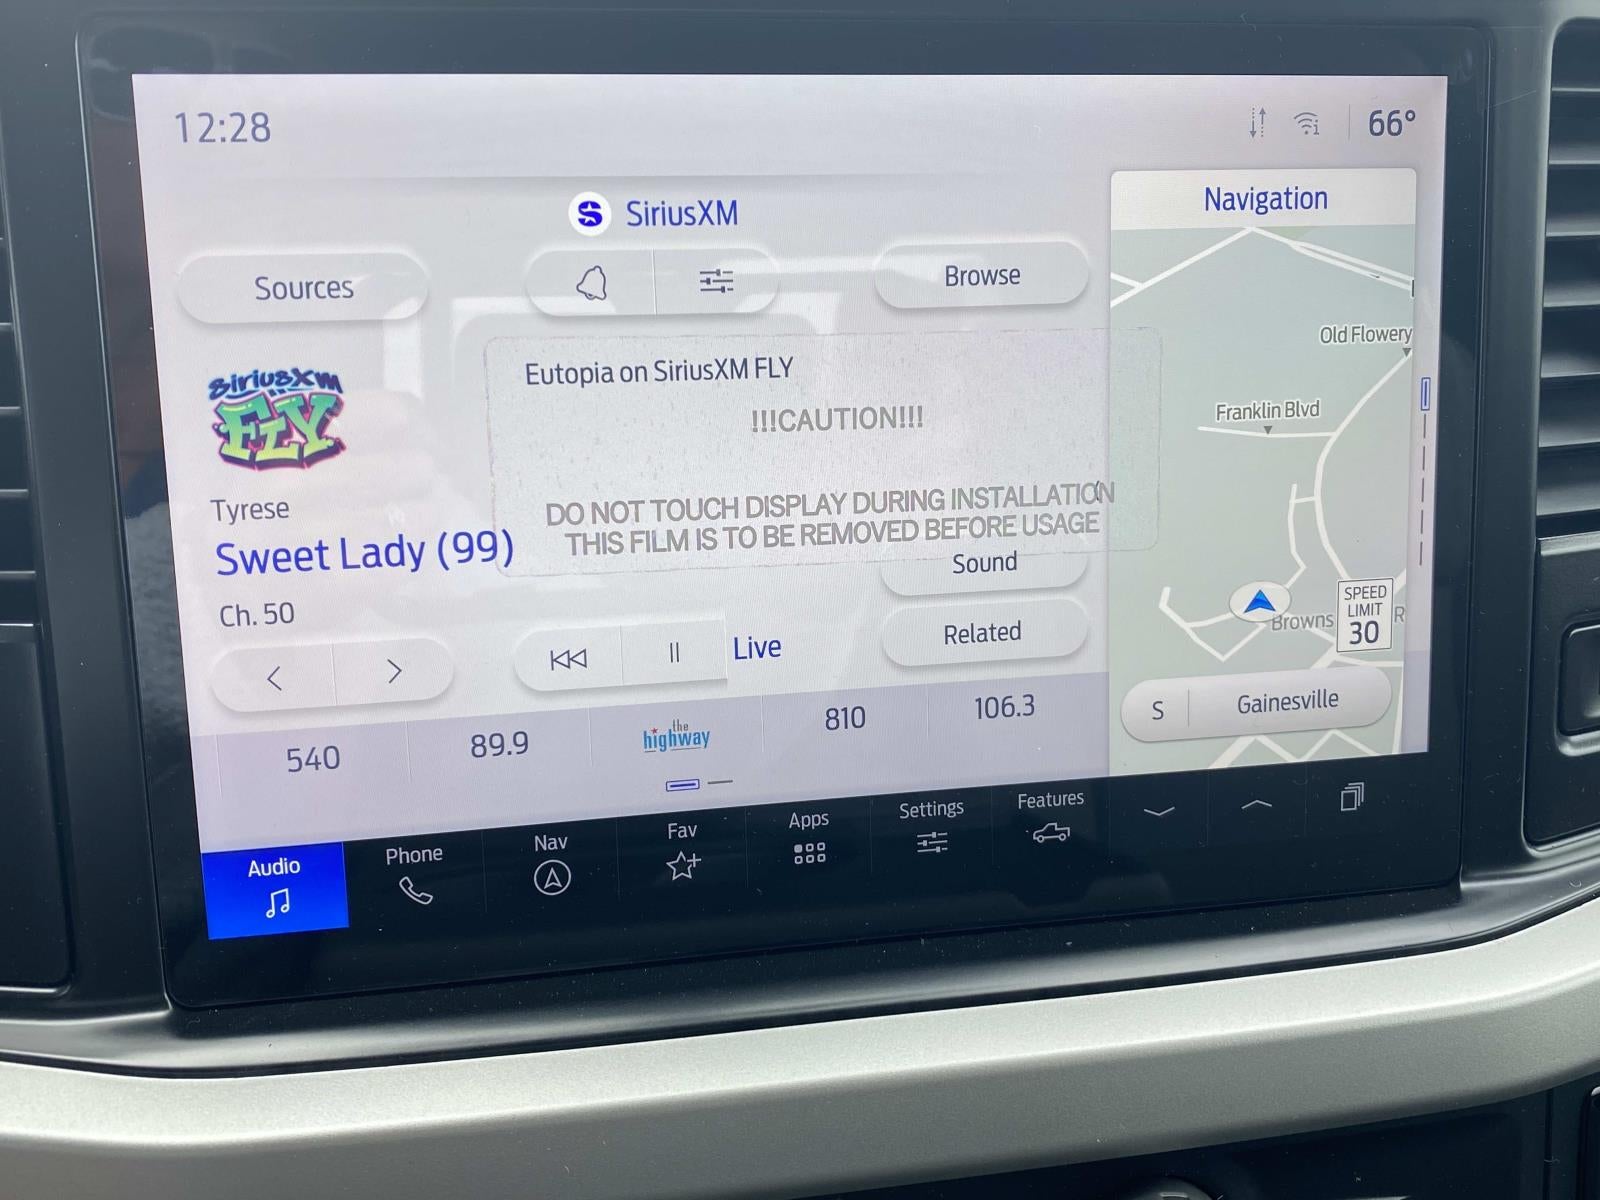 12:28
66°
SiriusXM
Navigation
Sources
Browse
Eutopia on SiriusXM FLY
!!!CAUTION!!!
DO NOT TOUCH DISPLAY DURING INSTALLATION
THIS FILM IS TO BE REMOVED BEFORE USAGE
siriusxm
FLY
Tyrese
Sweet Lady (99)
Ch. 50
Live
Sound
Related
Old Flowery
Franklin Blvd
Browns
R
SPEED
LIMIT
30
S
Gainesville
540
89.9
the
highway
810
106.3
Audio
Phone
Nav
Fav
Apps
Settings
Features